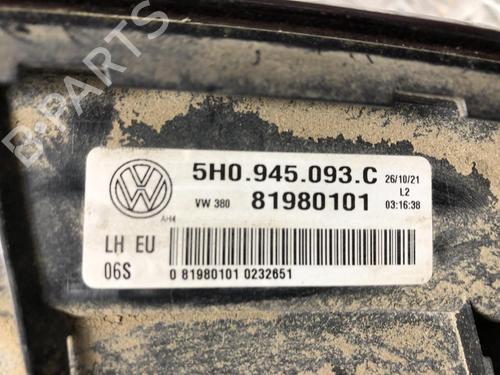 B-PARTS
5H0.945.093.C 26/10/21
L2
VW 380 81980101 03:16:38
AH4
LH EU
06S 0 81980101 0232651